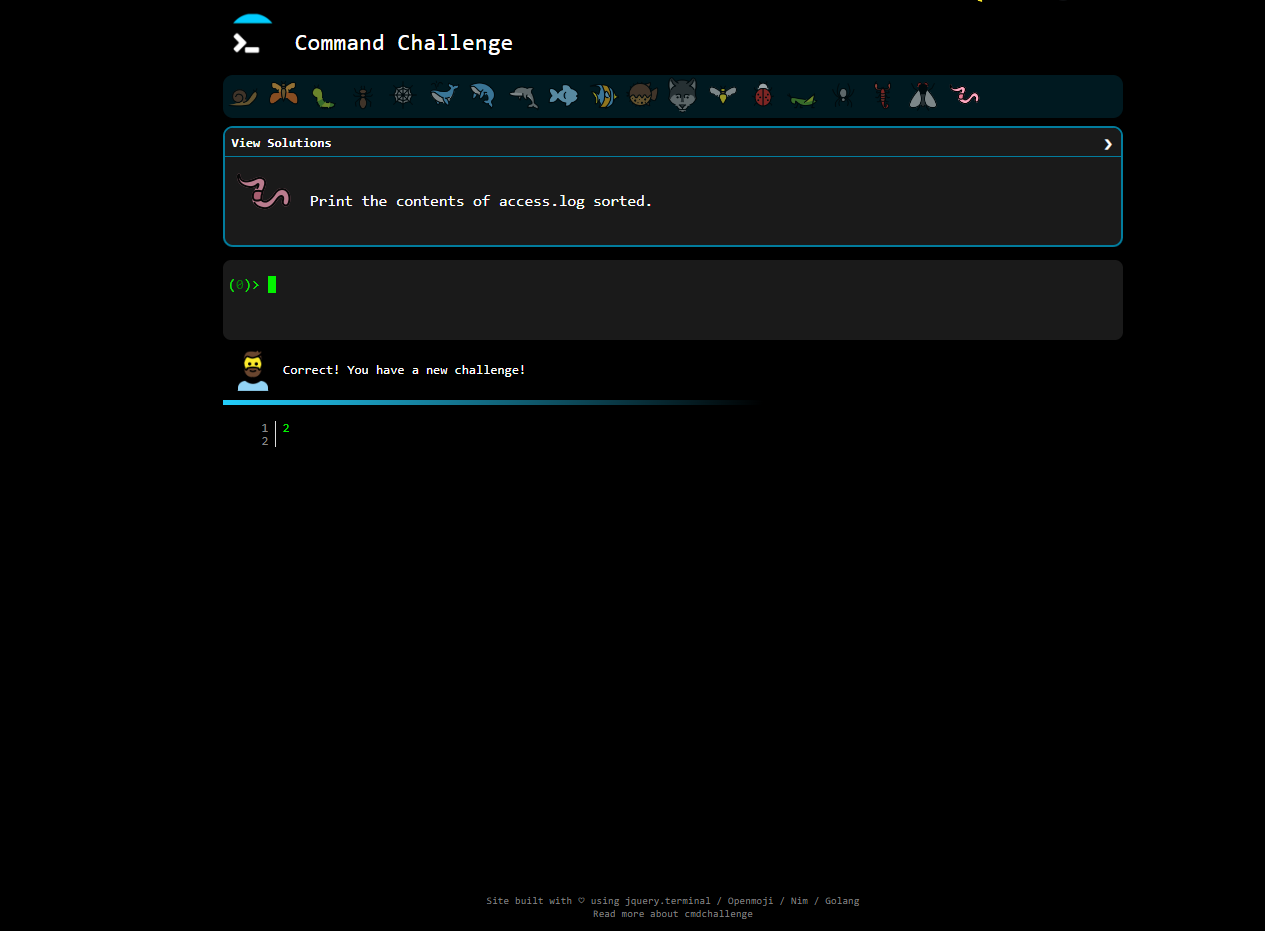 Command Challenge
View Solutions
Print the contents of access.log sorted.
(0)>
Correct! You have a new challenge!
1 2
2
Site built with ♡ using jquery.terminal / Openmoji / Nim / Golang
Read more about cmdchallenge